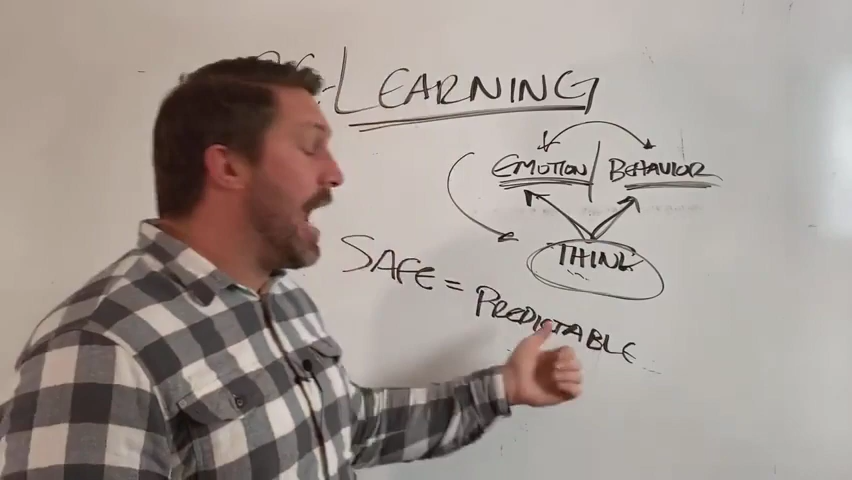 -LEARNING
EMOTION | BEHAVIOR
THINK
SAFE = PREDICTABLE